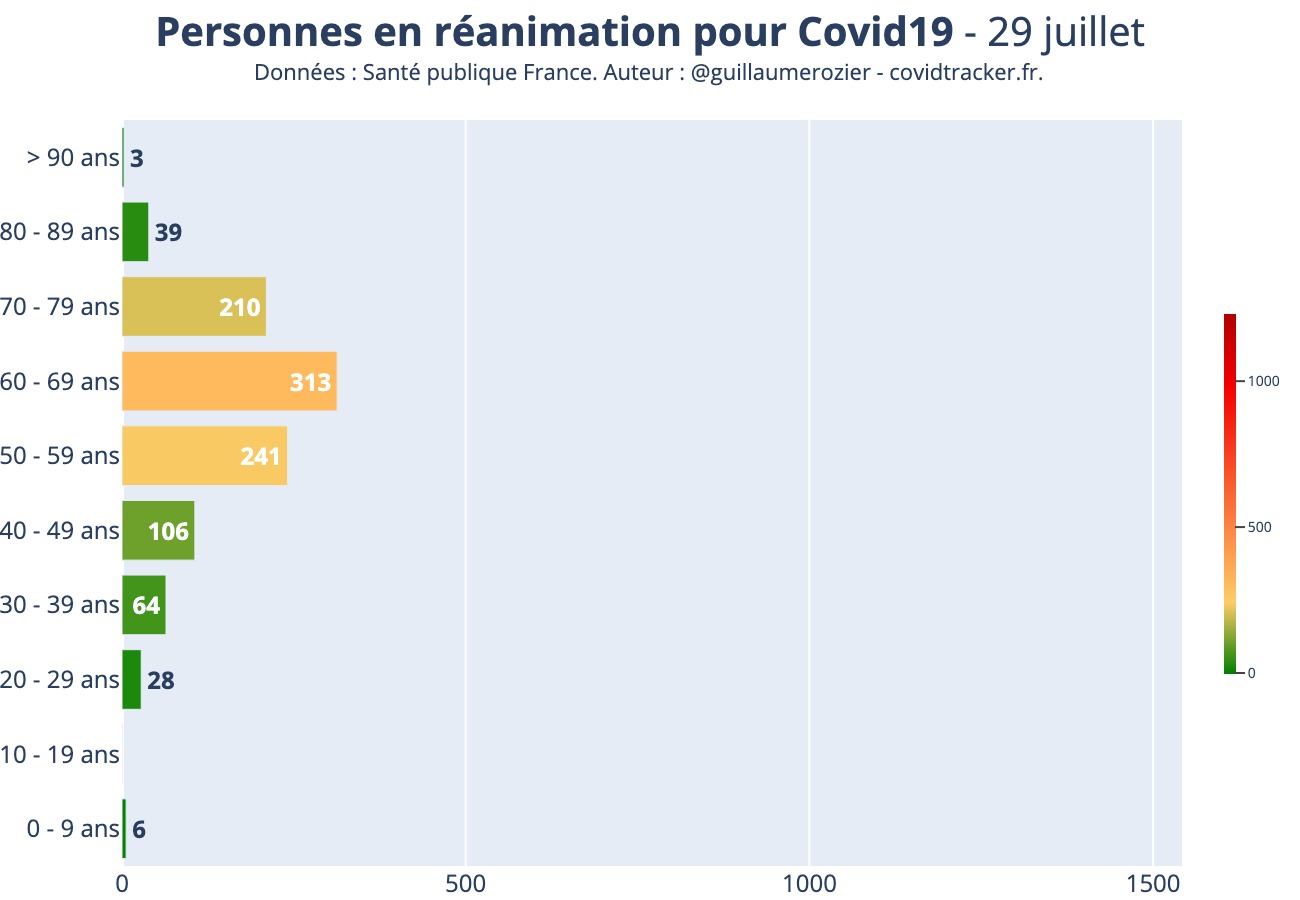 Personnes en réanimation pour Covid19 - 29 juillet
Données : Santé publique France. Auteur : @guillaumerozier - covidtracker.fr.
> 90 ans 3
80 - 89 ans 39
70 - 79 ans 210
60 - 69 ans 313
50 - 59 ans 241
40 - 49 ans 106
30 - 39 ans 64
20 - 29 ans 28
10 - 19 ans
0 - 9 ans 6
0 500 1000 1500
1000
500
0